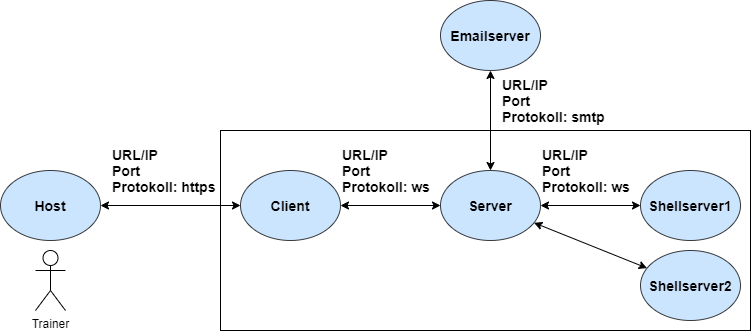 Emailserver
URL/IP
Port
Protokoll: smtp
URL/IP
Port
Protokoll: https
URL/IP
Port
Protokoll: ws
URL/IP
Port
Protokoll: ws
Host
Client
Server
Shellserver1
Shellserver2
Trainer